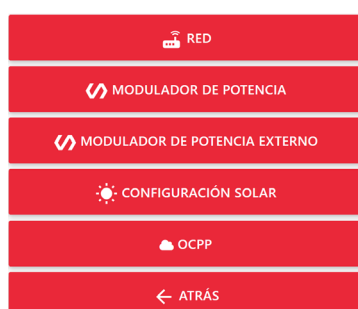 RED
MODULADOR DE POTENCIA
MODULADOR DE POTENCIA EXTERNO
CONFIGURACIÓN SOLAR
OCPP
ATRÁS